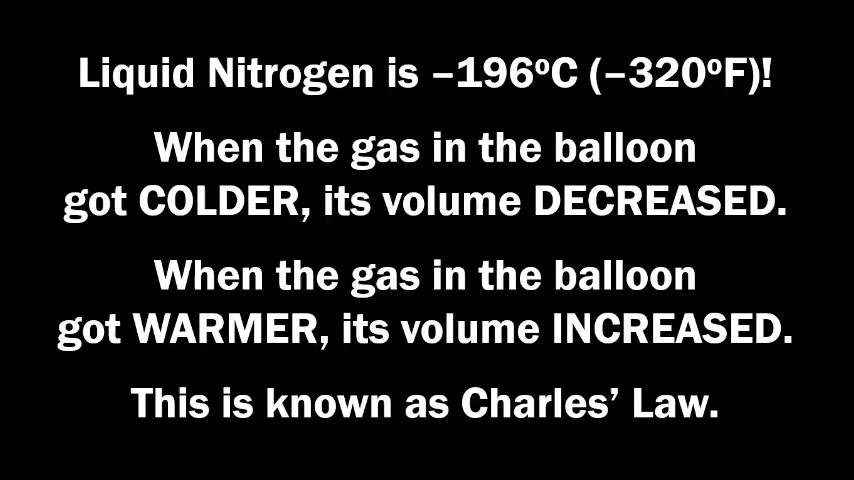 Liquid Nitrogen is –196ºC (–320ºF)!
When the gas in the balloon
got COLDER, its volume DECREASED.
When the gas in the balloon
got WARMER, its volume INCREASED.
This is known as Charles’ Law.